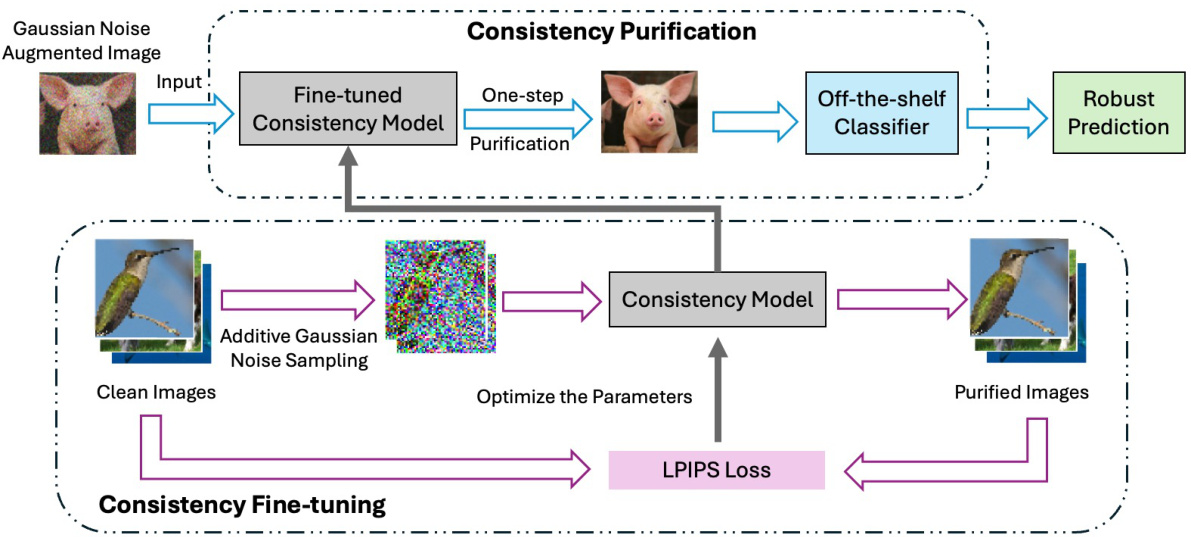 Consistency Purification
Gaussian Noise
Augmented Image
Input
Fine-tuned
Consistency Model
One-step
Purification
Off-the-shelf
Classifier
Robust
Prediction
Additive Gaussian
Noise Sampling
Consistency Model
Clean Images
Optimize the Parameters
Purified Images
LPIPS Loss
Consistency Fine-tuning